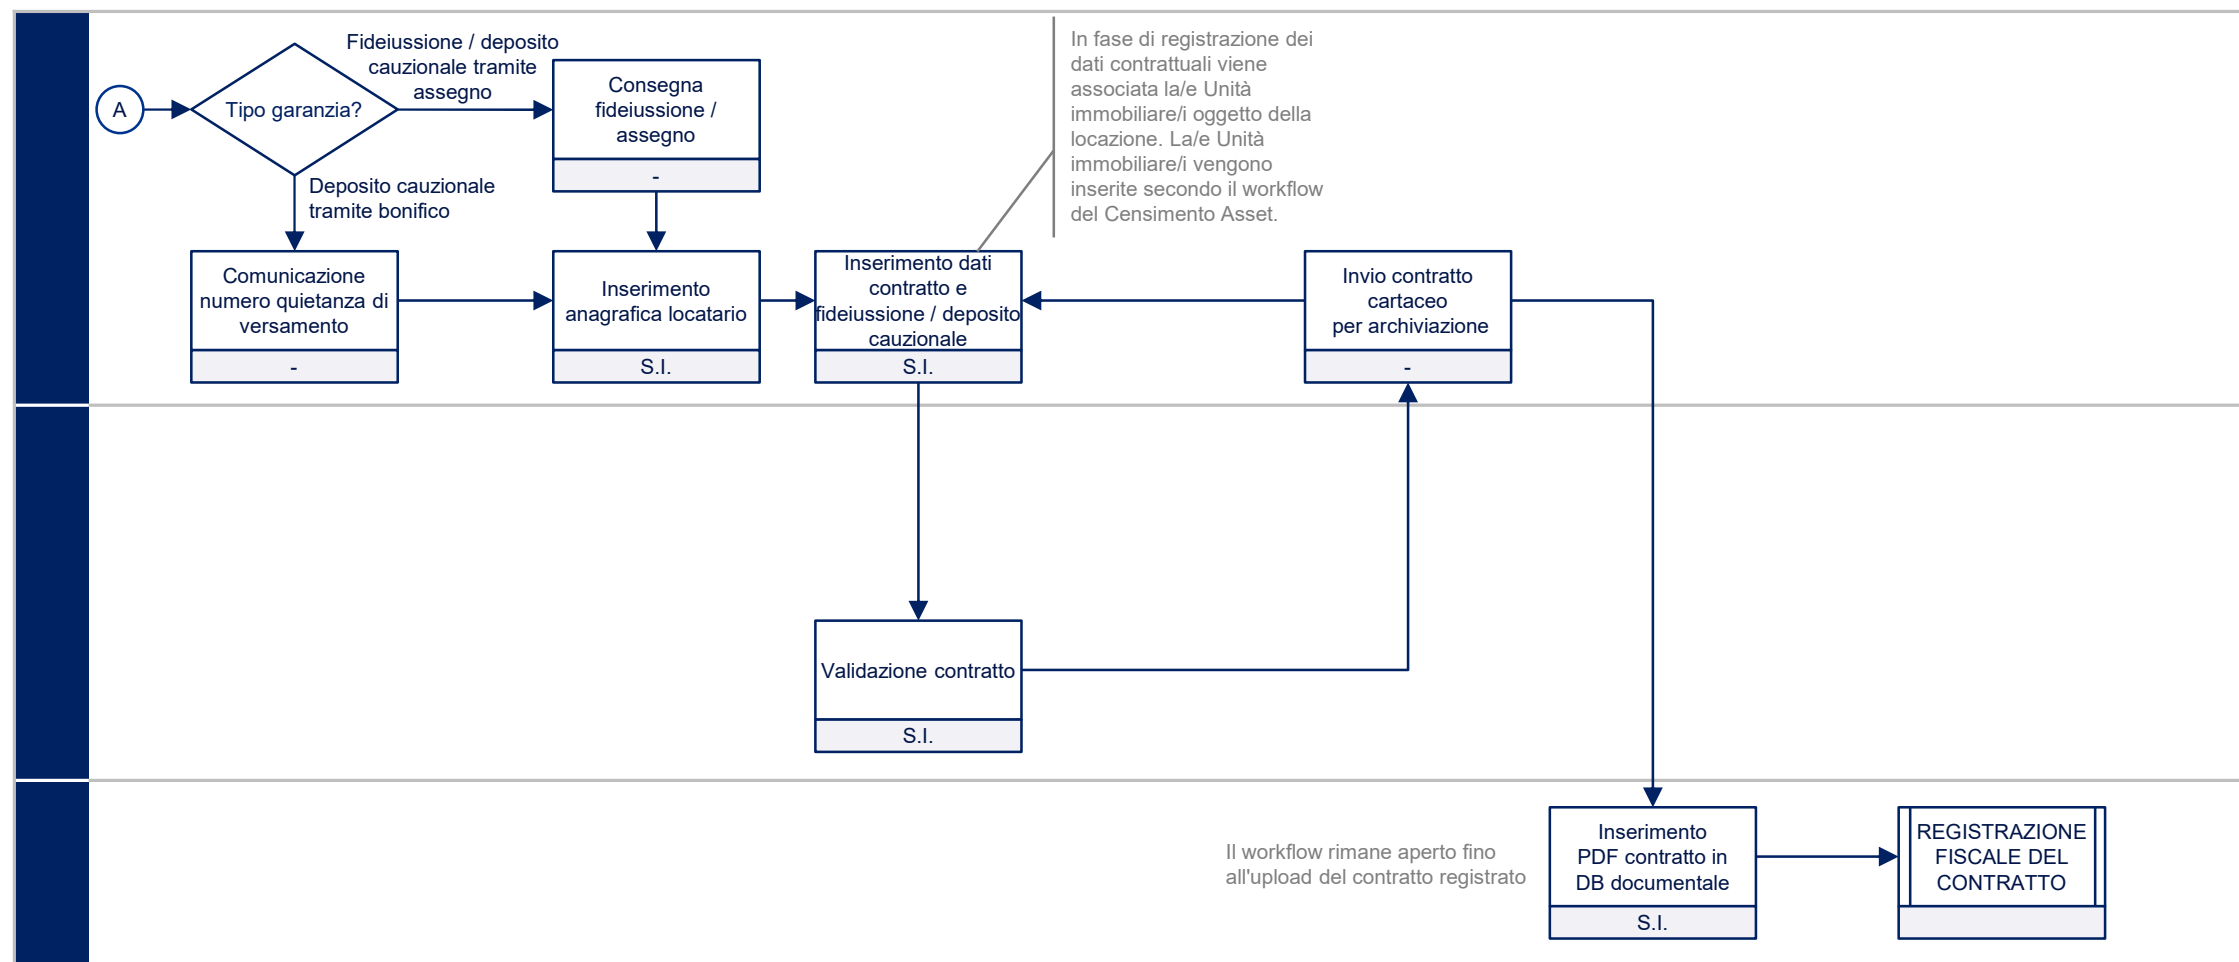 A
Tipo garanzia?
Fideiussione / deposito
cauzionale tramite
assegno
Consegna
fideiussione /
assegno
-
In fase di registrazione dei
dati contrattuali viene
associata la/e Unità
immobiliare/i oggetto della
locazione. La/e Unità
immobiliare/i vengono
inserite secondo il workflow
del Censimento Asset.
Deposito cauzionale
tramite bonifico
Comunicazione
numero quietanza di
versamento
-
Inserimento
anagrafica locatario
S.I.
Inserimento dati
contratto e
fideiussione / deposito
cauzionale
S.I.
Invio contratto
cartaceo
per archiviazione
-
Validazione contratto
S.I.
Il workflow rimane aperto fino
all'upload del contratto registrato
Inserimento
PDF contratto in
DB documentale
S.I.
REGISTRAZIONE
FISCALE DEL
CONTRATTO